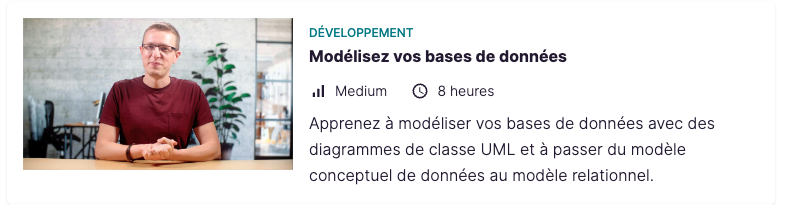 DÉVELOPPEMENT
Modélisez vos bases de données
Medium 8 heures
Apprenez à modéliser vos bases de données avec des
diagrammes de classe UML et à passer du modèle
conceptuel de données au modèle relationnel.